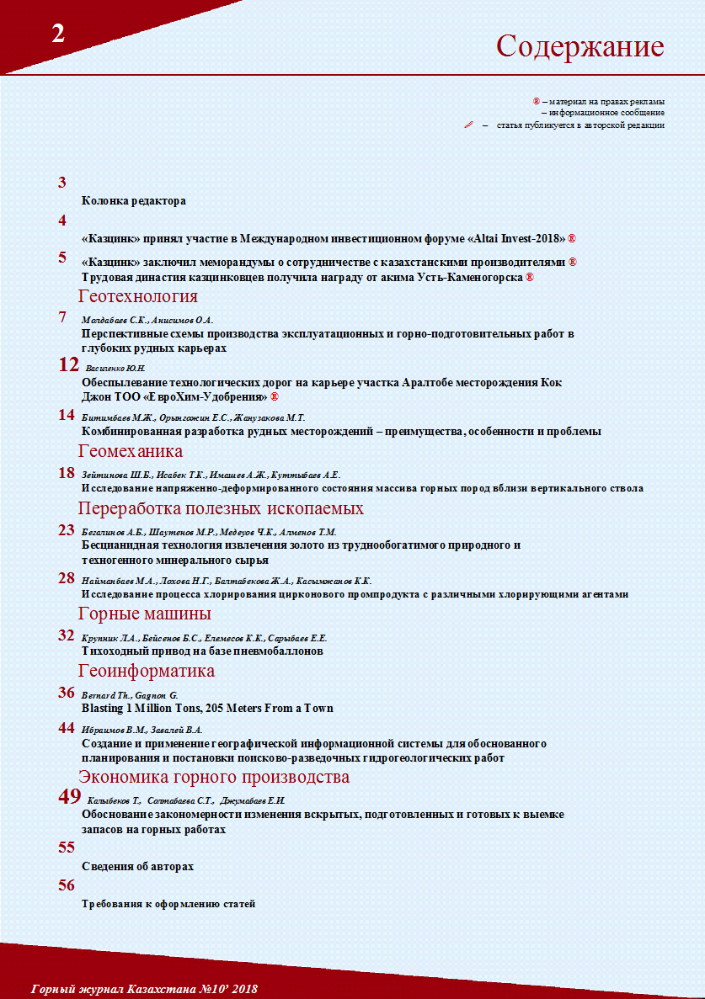 2
Содержание
® – материал на правах рекламы
– информационное сообщение
– статья публикуется в авторской редакции
3
Колонка редактора
4
«Казцинк» принял участие в Международном инвестиционном форуме «Altai Invest-2018» ®
5 «Казцинк» заключил меморандумы о сотрудничестве с казахстанскими производителями ®
Трудовая династия казцинковцев получила награду от акима Усть-Каменогорска ®
Геотехнология
7 Молдабаев С.К., Анисимов О.А.
Перспективные схемы производства эксплуатационных и горно-подготовительных работ в
глубоких рудных карьерах
12 Василенко Ю.Н.
Обеспылевание технологических дорог на карьере участка Аралтобе месторождения Кок
Джон ТОО «ЕвроХим-Удобрения» ®
14 Битимбаев М.Ж., Орынгожин Е.С., Жанузакова М.Т.
Комбинированная разработка рудных месторождений – преимущества, особенности и проблемы
Геомеханика
18 Зейтинова Ш.Б., Исабек Т.К., Имашев А.Ж., Куттыбаев А.Е.
Исследование напряженно-деформированного состояния массива горных пород вблизи вертикального ствола
Переработка полезных ископаемых
23 Бегалинов А.Б., Шаутенов М.Р., Медеуов Ч.К., Алменов Т.М.
Бесцианидная технология извлечения золото из труднообогатимого природного и
техногенного минерального сырья
28 Найманбаев М.А., Лохова Н.Г., Балтабекова Ж.А., Касымжанов К.К.
Исследование процесса хлорирования цирконового промпродукта с различными хлорирующими агентами
Горные машины
32 Крупник Л.А., Бейсенов Б.С., Елемесов К.К., Сарыбаев Е.Е.
Тихоходный привод на базе пневмобаллонов
Геоинформатика
36 Bernard Th., Gagnon G.
Blasting 1 Million Tons, 205 Meters From a Town
44 Ибраимов В.М., Завалей В.А.
Создание и применение географической информационной системы для обоснованного
планирования и постановки поисково-разведочных гидрогеологических работ
Экономика горного производства
49 Калыбеков Т., Солтабаева С.Т., Джумабаев Е.И.
Обоснование закономерности изменения вскрытых, подготовленных и готовых к выемке
запасов на горных работах
55
Сведения об авторах
56
Требования к оформлению статей
Горный журнал Казахстана №10’ 2018